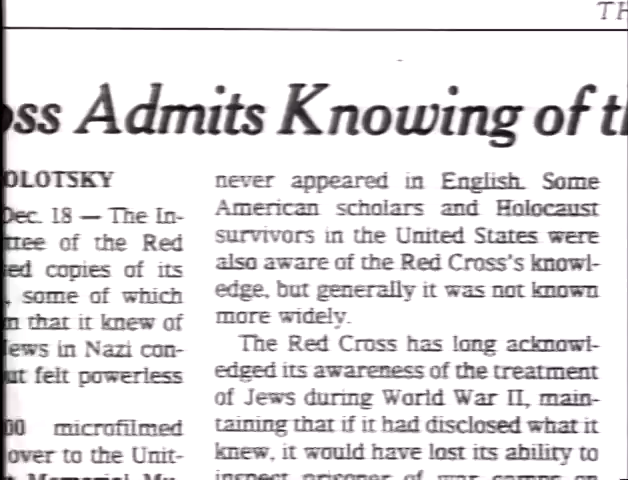 TH
oss Admits Knowing of th
OLOTSKY
Dec. 18 — The In-
ttee of the Red
ed copies of its
, some of which
n that it knew of
ews in Nazi con-
ut felt powerless
00 microfilmed
over to the Unit-
t Memorial Mu-
never appeared in English. Some
American scholars and Holocaust
survivors in the United States were
also aware of the Red Cross's knowl-
edge, but generally it was not known
more widely.
The Red Cross has long acknowl-
edged its awareness of the treatment
of Jews during World War II, main-
taining that if it had disclosed what it
knew, it would have lost its ability to
inspect prisoner of war camps on